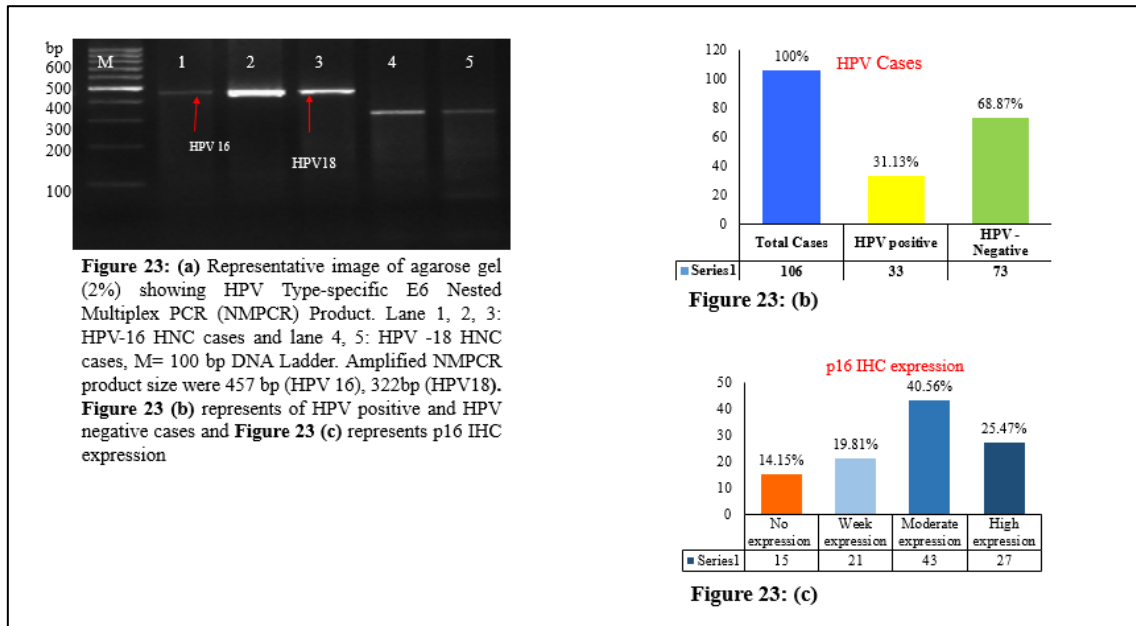 bp
600
500
400
300
200
100
M 1 2 3 4 5
HPV 16
HPV18
Figure 23: (a) Representative image of agarose gel
(2%) showing HPV Type-specific E6 Nested
Multiplex PCR (NMPCR) Product. Lane 1, 2, 3:
HPV-16 HNC cases and lane 4, 5: HPV -18 HNC
cases, M= 100 bp DNA Ladder. Amplified NMPCR
product size were 457 bp (HPV 16), 322bp (HPV18).
Figure 23 (b) represents of HPV positive and HPV
negative cases and Figure 23 (c) represents p16 IHC
expression
HPV Cases
120
100
80
60
40
20
0
100%
31.13%
68.87%
Total Cases HPV positive HPV -
Negative
Series1 106 33 73
Figure 23: (b)
p16 IHC expression
50
40
30
20
10
0
14.15%
19.81%
40.56%
25.47%
No Week Moderate High
expression expression expression expression
Series1 15 21 43 27
Figure 23: (c)